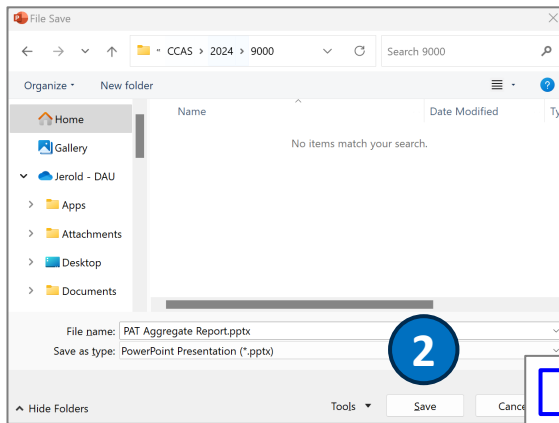 File Save
CCAS > 2024 > 9000
Search 9000
Organize
New folder
Name
Date Modified
Ty
Home
No items match your search.
Gallery
Jerold - DAU
Apps
Attachments
Desktop
Documents
File name: PAT Aggregate Report.pptx
Save as type: PowerPoint Presentation (*.pptx)
2
Hide Folders
Tools
Save
Cance